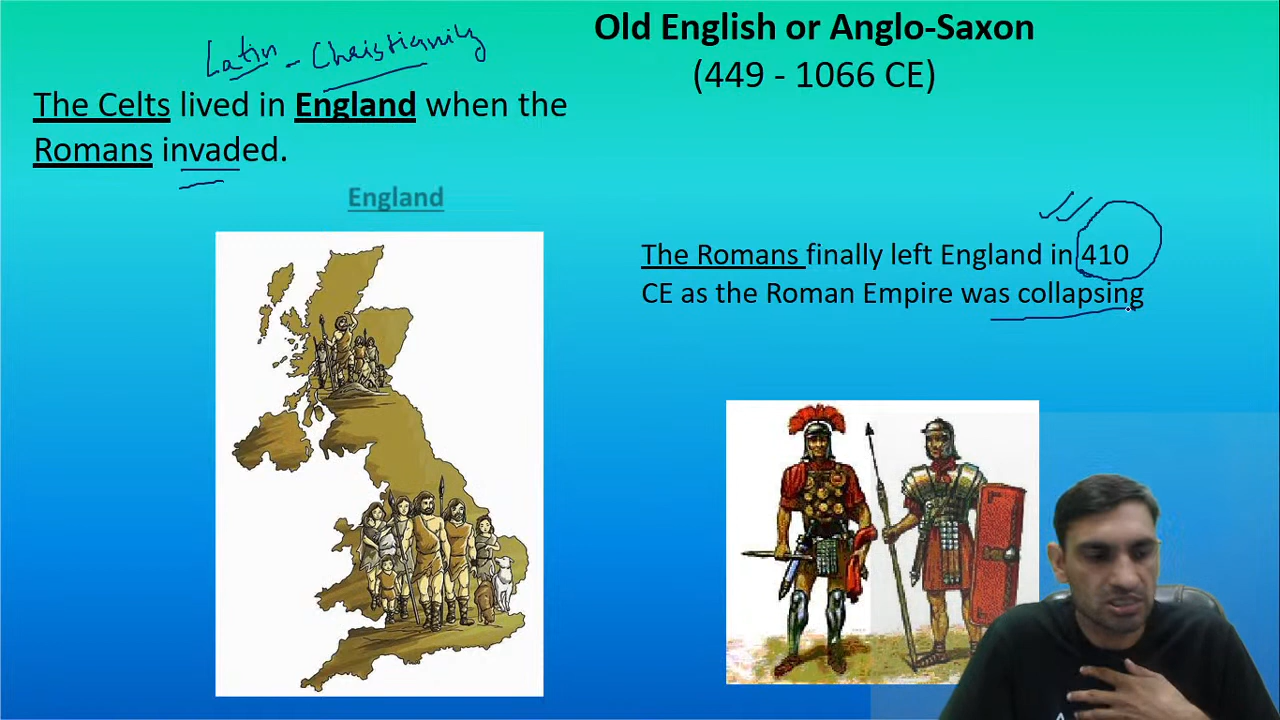 Old English or Anglo-Saxon
(449 - 1066 CE)
Latin - Christianity
The Celts lived in England when the
Romans invaded.
England
The Romans finally left England in 410
CE as the Roman Empire was collapsing